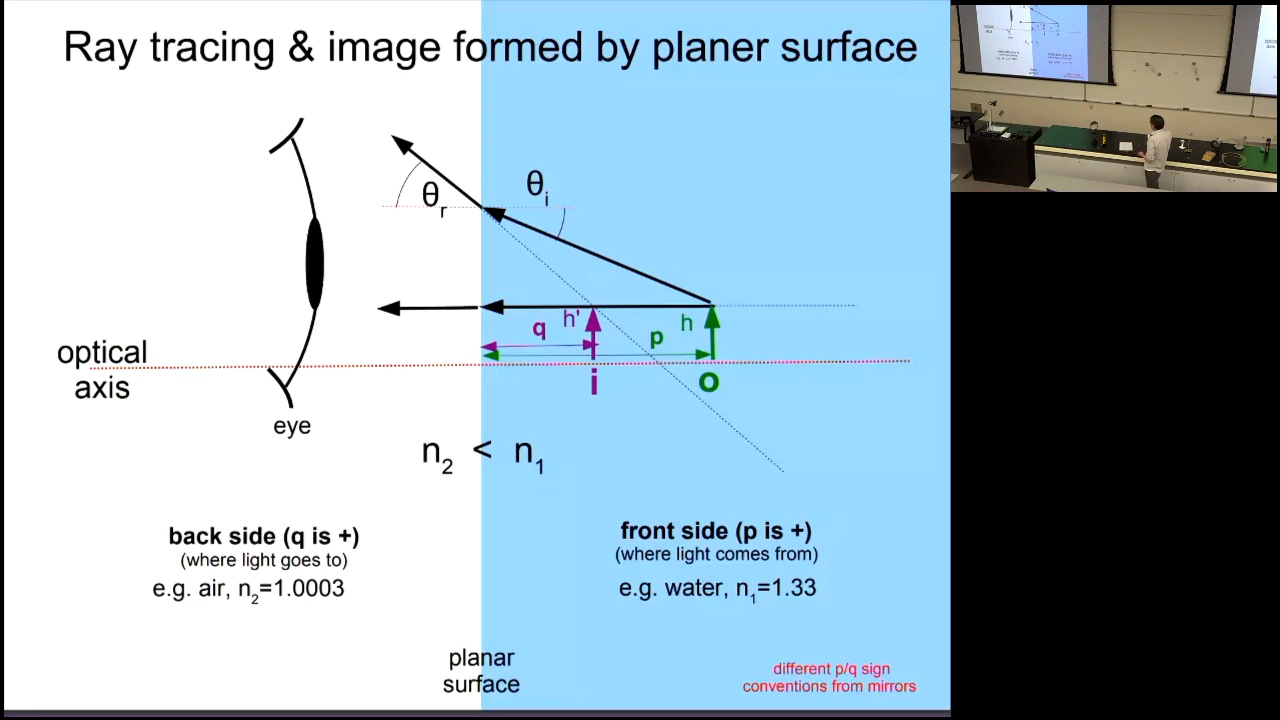 Ray tracing & image formed by planer surface
θr
θi
h'
h
q
p
optical
axis
i
o
eye
n2 < n1
back side (q is +)
(where light goes to)
e.g. air, n2=1.0003
front side (p is +)
(where light comes from)
e.g. water, n1=1.33
planar
surface
different p/q sign
conventions from mirrors